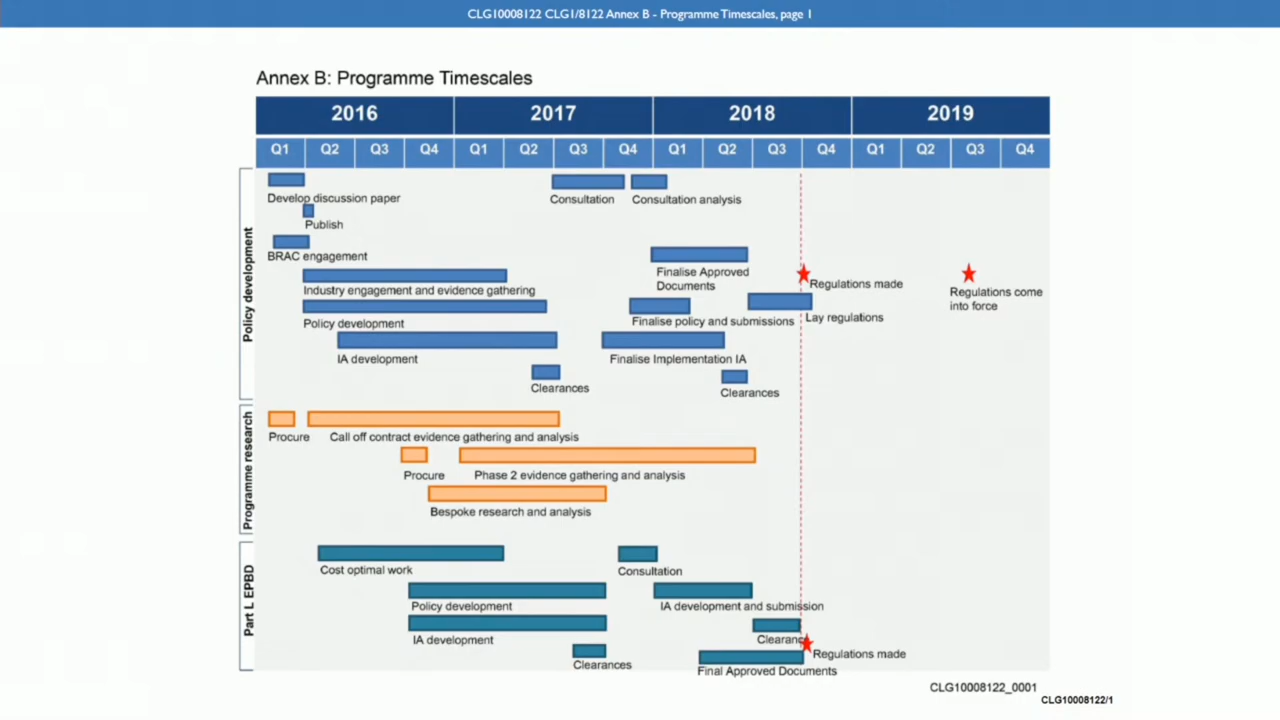 CLG10008122 CLG1/8122 Annex B - Programme Timescales, page 1
Annex B: Programme Timescales
2016 2017 2018 2019
Q1 Q2 Q3 Q4 Q1 Q2 Q3 Q4 Q1 Q2 Q3 Q4 Q1 Q2 Q3 Q4
Policy development
Develop discussion paper
Consultation
Consultation analysis
Publish
BRAC engagement
Finalise Approved
Documents
Regulations made
Regulations come
into force
Industry engagement and evidence gathering
Policy development
Finalise policy and submissions
Lay regulations
IA development
Finalise Implementation IA
Clearances
Clearances
Programme research
Procure
Call off contract evidence gathering and analysis
Procure
Phase 2 evidence gathering and analysis
Bespoke research and analysis
Part L EPBD
Cost optimal work
Consultation
Policy development
IA development and submission
IA development
Clearanc
Regulations made
Clearances
Final Approved Documents
CLG10008122_0001
CLG10008122/1